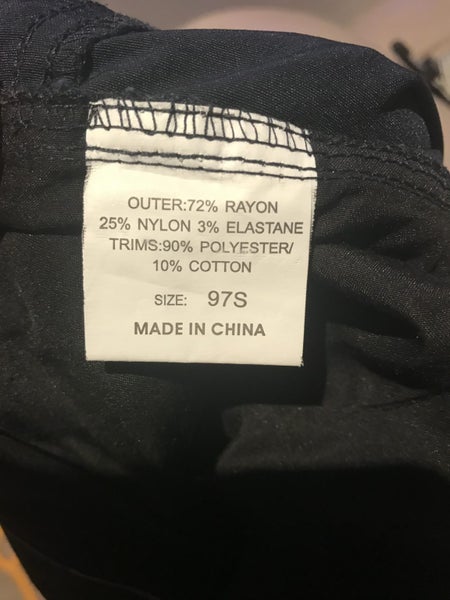 OUTER:72% RAYON
25% NYLON 3% ELASTANE
TRIMS:90% POLYESTER/
10% COTTON
SIZE: 97S
MADE IN CHINA